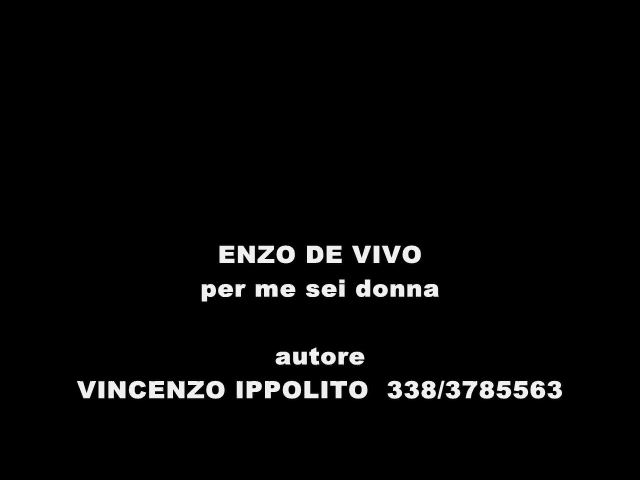 ENZO DE VIVO
per me sei donna
autore
VINCENZO IPPOLITO 338/3785563